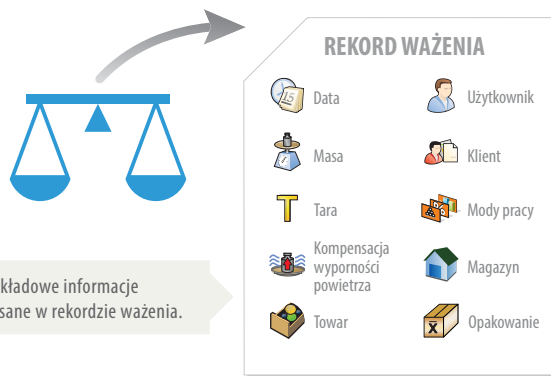 REKORD WAŻENIA
Data
Użytkownik
Masa
Klient
Tara
Mody pracy
Kompensacja
wyporności
powietrza
Magazyn
Towar
Opakowanie
kładowe informacje
sane w rekordzie ważenia.
15
T
x̄